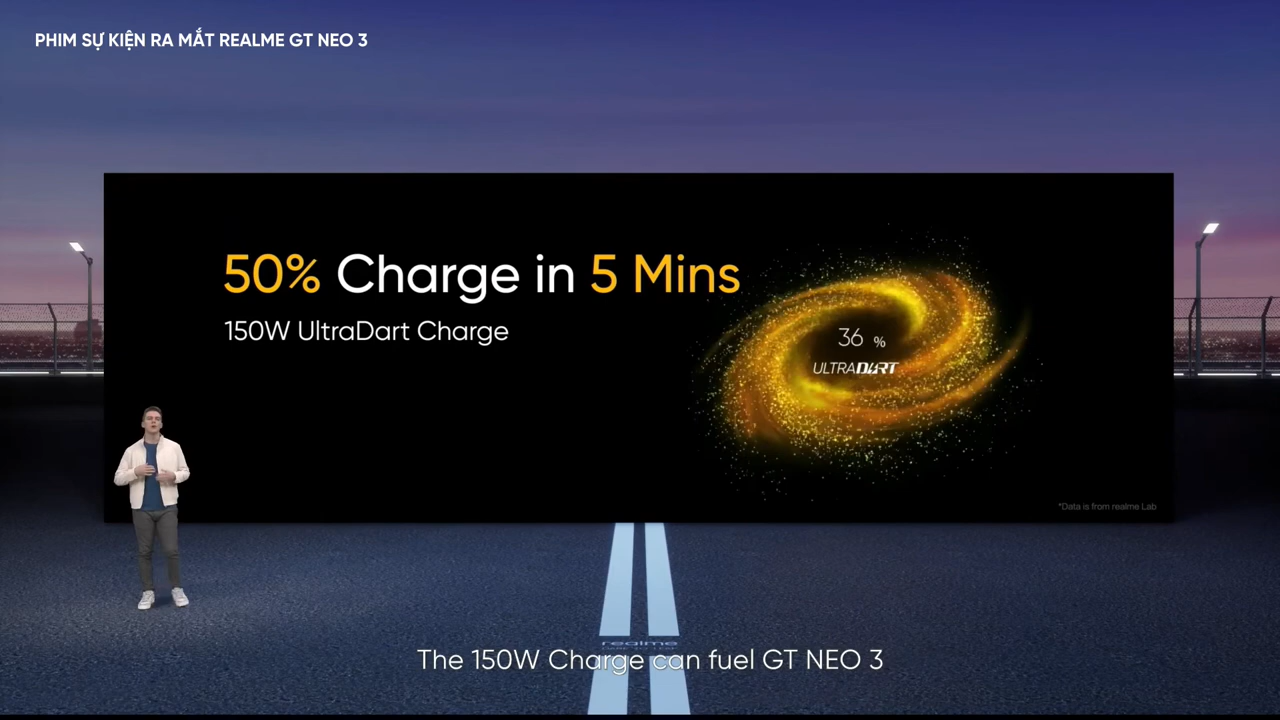 PHIM SỰ KIỆN RA MẮT REALME GT NEO 3
50% Charge in 5 Mins
150W UltraDart Charge
36 %
ULTRADART
*Data is from realme Lab
realme
The 150W Charge can fuel GT NEO 3